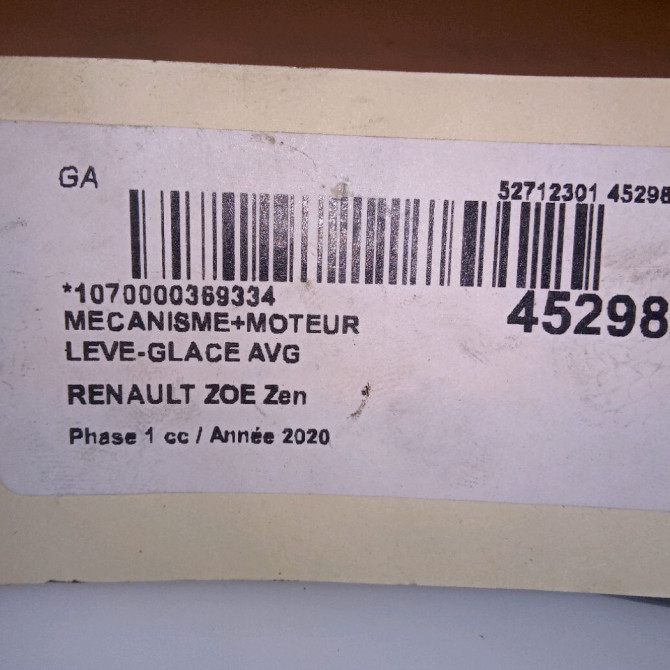 GA
52712301 45298
*1070000369334
45298
MECANISME+MOTEUR
LEVE-GLACE AVG
RENAULT ZOE Zen
Phase 1 cc / Année 2020